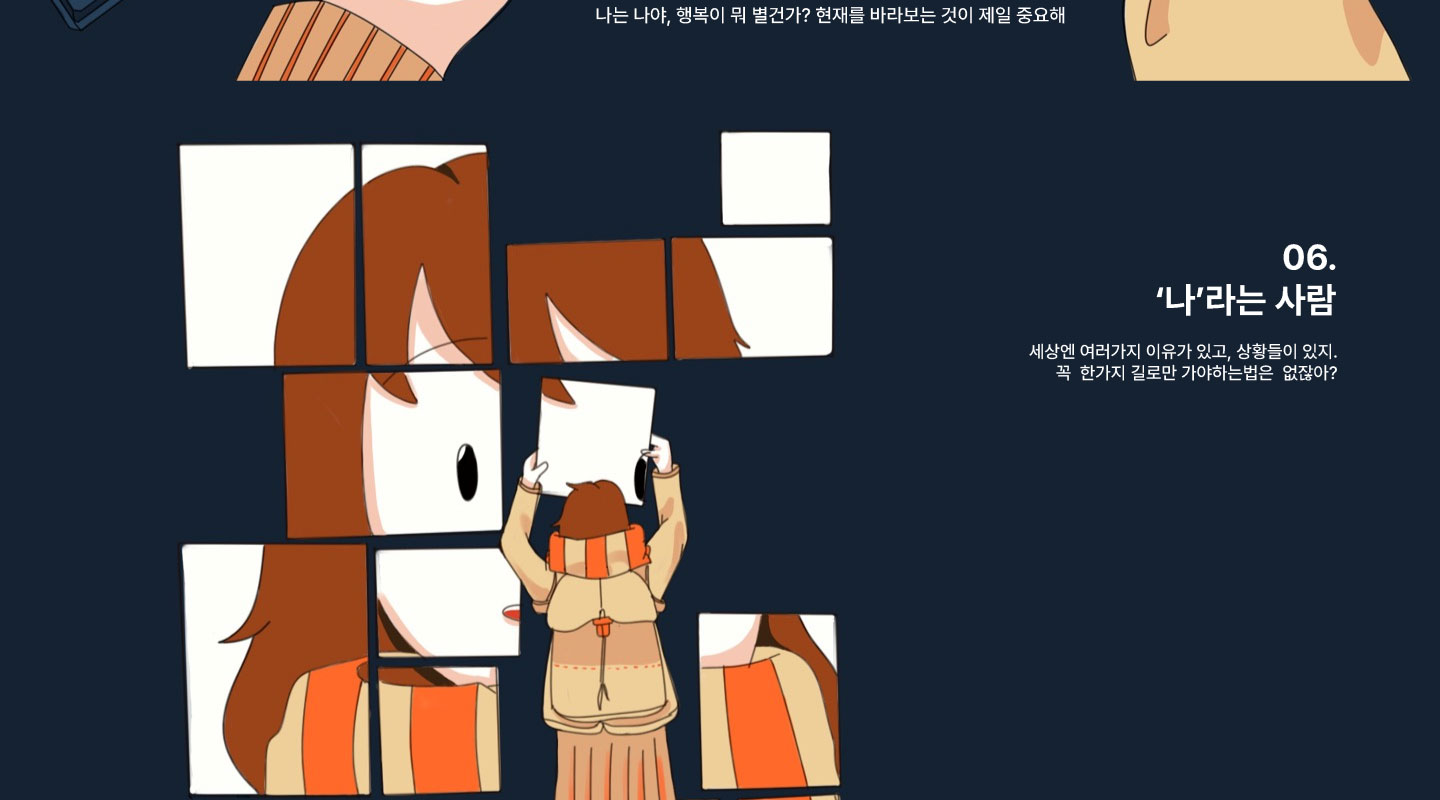 나는 나야, 행복이 뭐 별건가? 현재를 바라보는 것이 제일 중요해
06.
‘나’라는 사람
세상엔 여러가지 이유가 있고, 상황들이 있지.
꼭 한가지 길로만 가야하는법은 없잖아?